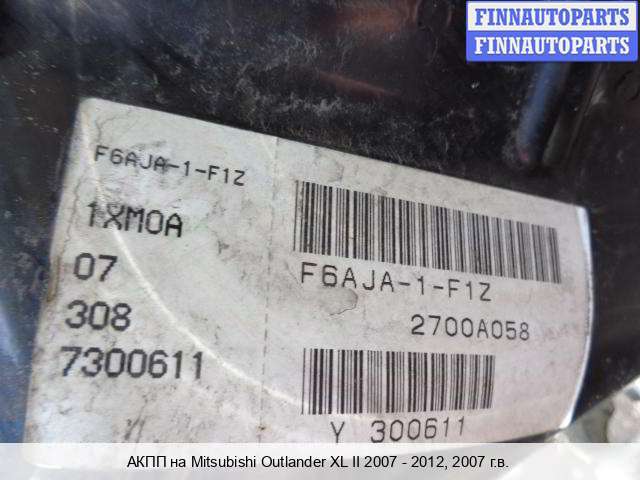 FINNAUTOPARTS
FINNAUTOPARTS
F6AJA-1-F1Z
1XM0A
07
308
7300611
F6AJA-1-F1Z
2700A058
Y 300611
АКПП на Mitsubishi Outlander XL II 2007 - 2012, 2007 г.в.